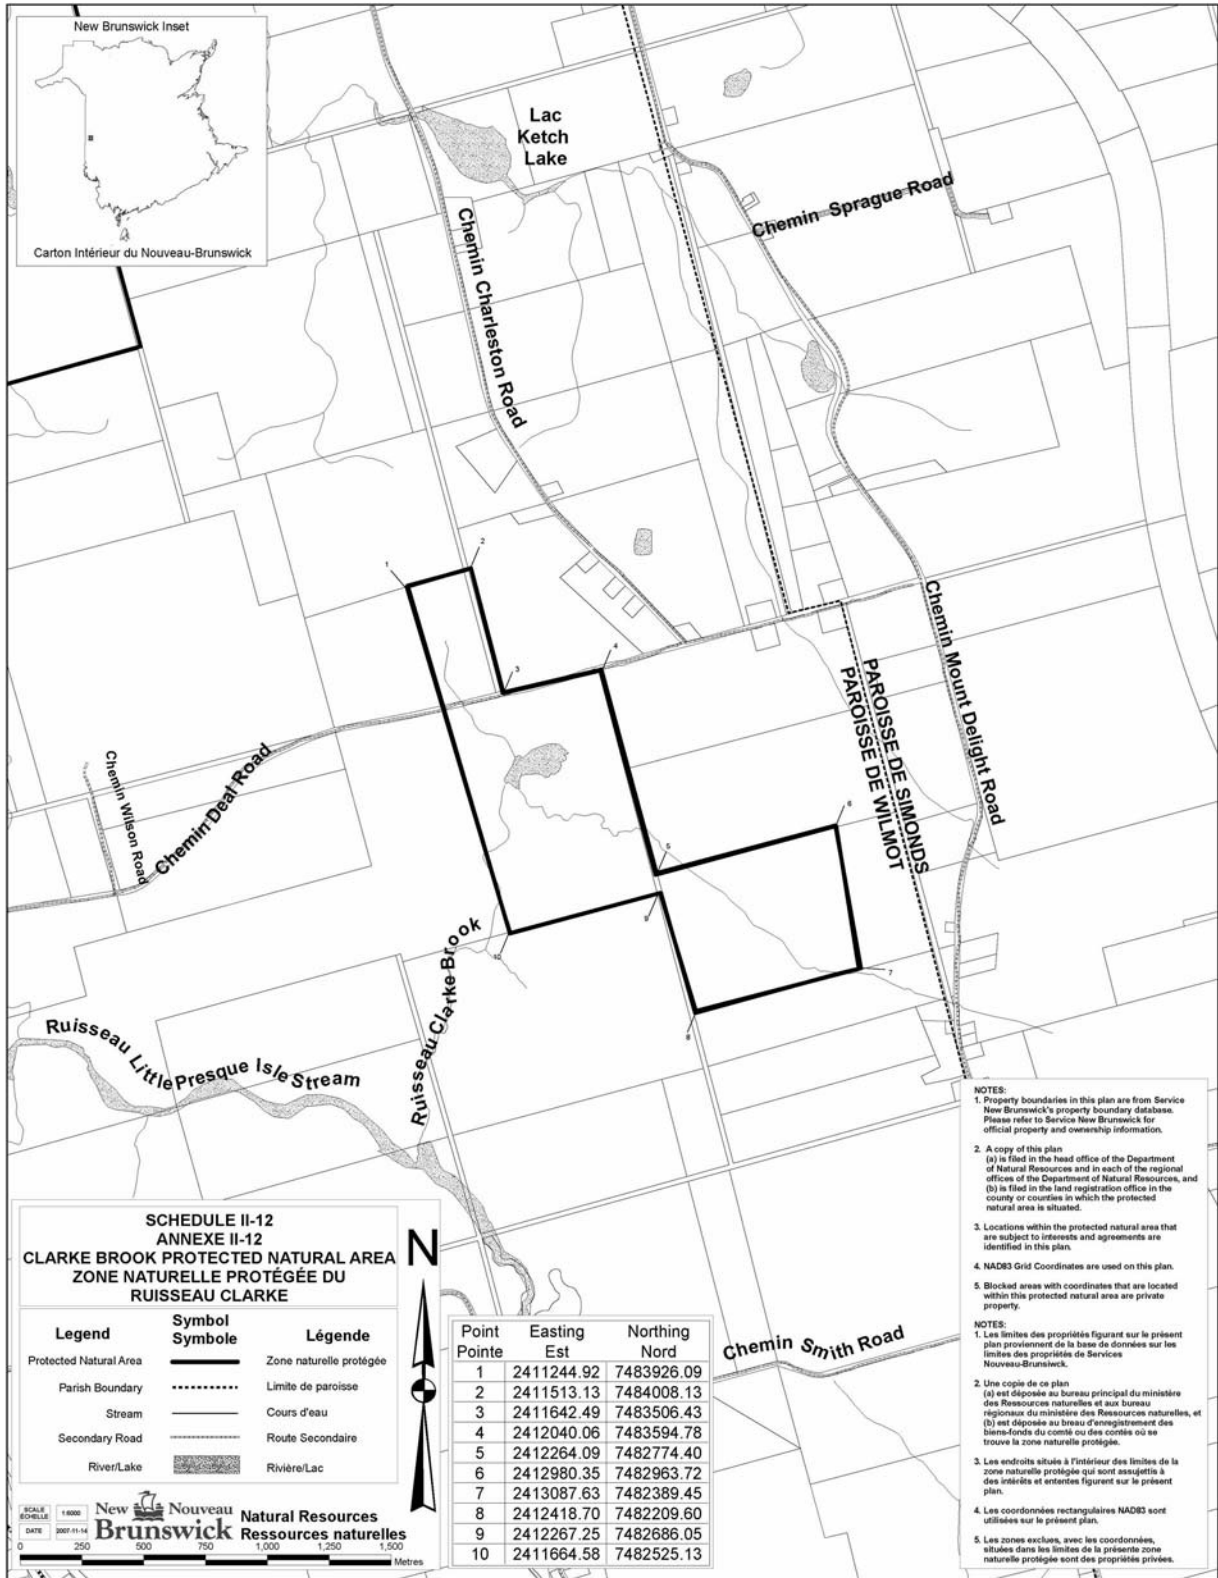 New Brunswick Inset
Carton Intérieur du Nouveau-Brunswick
Lac
Ketch
Lake
Chemin Sprague Road
Chemin Charleston Road
1
2
3
4
Chemin Mount Delight Road
PAROISSE DE SIMONDS
PAROISSE DE WILMOT
Chemin Wilson Road
Chemin Deal Road
5
6
7
8
9
10
Ruisseau Clarke Brook
Ruisseau Little Presque Isle Stream
Chemin Smith Road
SCHEDULE II-12
ANNEXE II-12
CLARKE BROOK PROTECTED NATURAL AREA
ZONE NATURELLE PROTÉGÉE DU
RUISSEAU CLARKE
Legend Symbol Symbole Légende
Protected Natural Area Zone naturelle protégée
Parish Boundary Limite de paroisse
Stream Cours d'eau
Secondary Road Route Secondaire
River/Lake Rivière/Lac
N
SCALE
ÉCHELLE 1:6000
DATE 2007-11-14
New Nouveau
Brunswick
Natural Resources
Ressources naturelles
0 250 500 750 1,000 1,250 1,500
Metres
Point Easting Northing
Pointe Est Nord
1 2411244.92 7483926.09
2 2411513.13 7484008.13
3 2411642.49 7483506.43
4 2412040.06 7483594.78
5 2412264.09 7482774.40
6 2412980.35 7482963.72
7 2413087.63 7482389.45
8 2412418.70 7482209.60
9 2412267.25 7482686.05
10 2411664.58 7482525.13
NOTES:
1. Property boundaries in this plan are from Service
New Brunswick's property boundary database.
Please refer to Service New Brunswick for
official property and ownership information.
2. A copy of this plan
(a) is filed in the head office of the Department
of Natural Resources and in each of the regional
offices of the Department of Natural Resources, and
(b) is filed in the land registration office in the
county or counties in which the protected
natural area is situated.
3. Locations within the protected natural area that
are subject to interests and agreements are
identified in this plan.
4. NAD83 Grid Coordinates are used on this plan.
5. Blocked areas with coordinates that are located
within this protected natural area are private
property.
NOTES:
1. Les limites des propriétés figurant sur le présent
plan proviennent de la base de données sur les
limites des propriétés de Services
Nouveau-Brunsiwck.
2. Une copie de ce plan
(a) est déposée au bureau principal du ministère
des Ressources naturelles et aux bureau
régionaux du ministère des Ressources naturelles, et
(b) est déposée au breau d'enregistrement des
biens-fonds du comté ou des contés où se
trouve la zone naturelle protégée.
3. Les endroits situés à l'intérieur des limites de la
zone naturelle protégée qui sont assujettis à
des intérêts et ententes figurent sur le présent
plan.
4. Les coordonnées rectangulaires NAD83 sont
utilisées sur le présent plan.
5. Les zones exclues, avec les coordonnées,
situées dans les limites de la présente zone
naturelle protégée sont des propriétés privées.